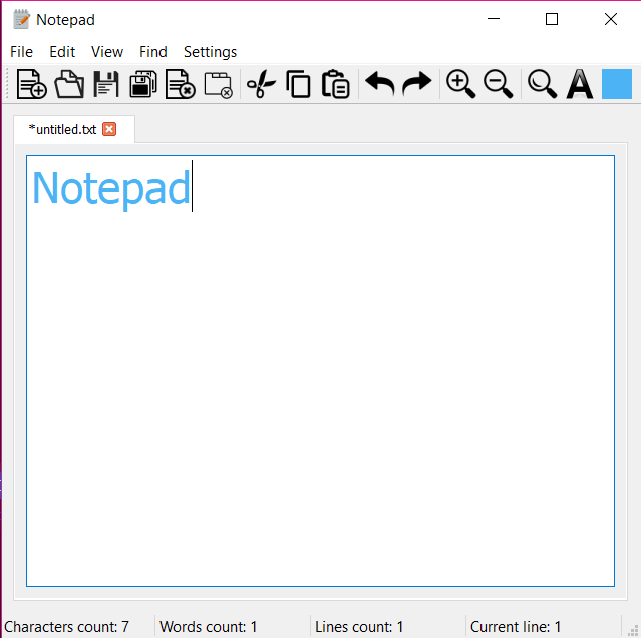 Notepad
File Edit View Find Settings
*untitled.txt
Notepad
Characters count: 7 Words count: 1 Lines count: 1 Current line: 1